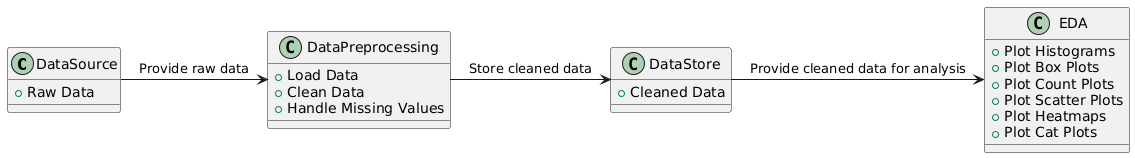 C DataSource
+ Raw Data
Provide raw data
C DataPreprocessing
+ Load Data
+ Clean Data
+ Handle Missing Values
Store cleaned data
C DataStore
+ Cleaned Data
Provide cleaned data for analysis
C EDA
+ Plot Histograms
+ Plot Box Plots
+ Plot Count Plots
+ Plot Scatter Plots
+ Plot Heatmaps
+ Plot Cat Plots